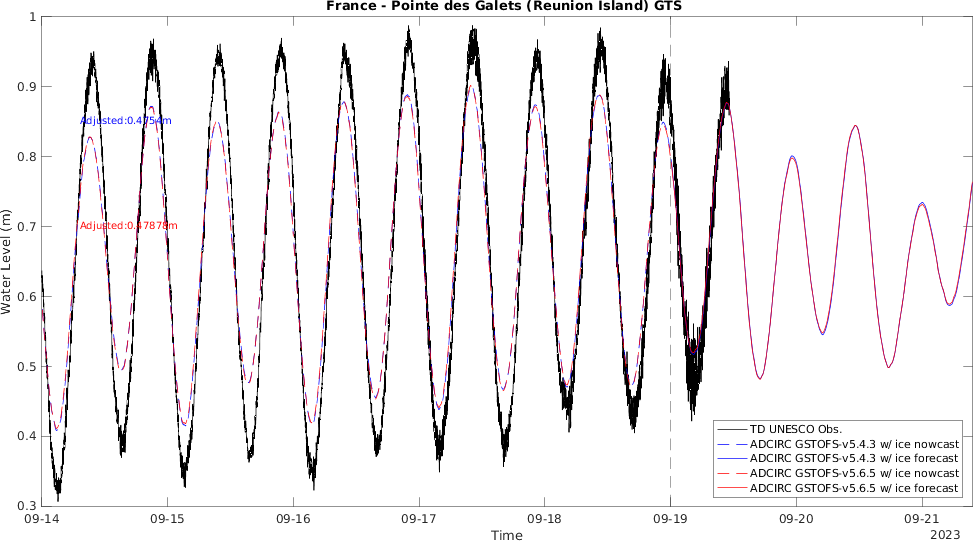 France - Pointe des Galets (Reunion Island) GTS
1
0.9
0.8
0.7
0.6
0.5
0.4
0.3
Water Level (m)
Adjusted:0.4754m
Adjusted:0.47878m
TD UNESCO Obs.
ADCIRC GSTOFS-v5.4.3 w/ ice nowcast
ADCIRC GSTOFS-v5.4.3 w/ ice forecast
ADCIRC GSTOFS-v5.6.5 w/ ice nowcast
ADCIRC GSTOFS-v5.6.5 w/ ice forecast
09-14 09-15 09-16 09-17 09-18 09-19 09-20 09-21
Time
2023